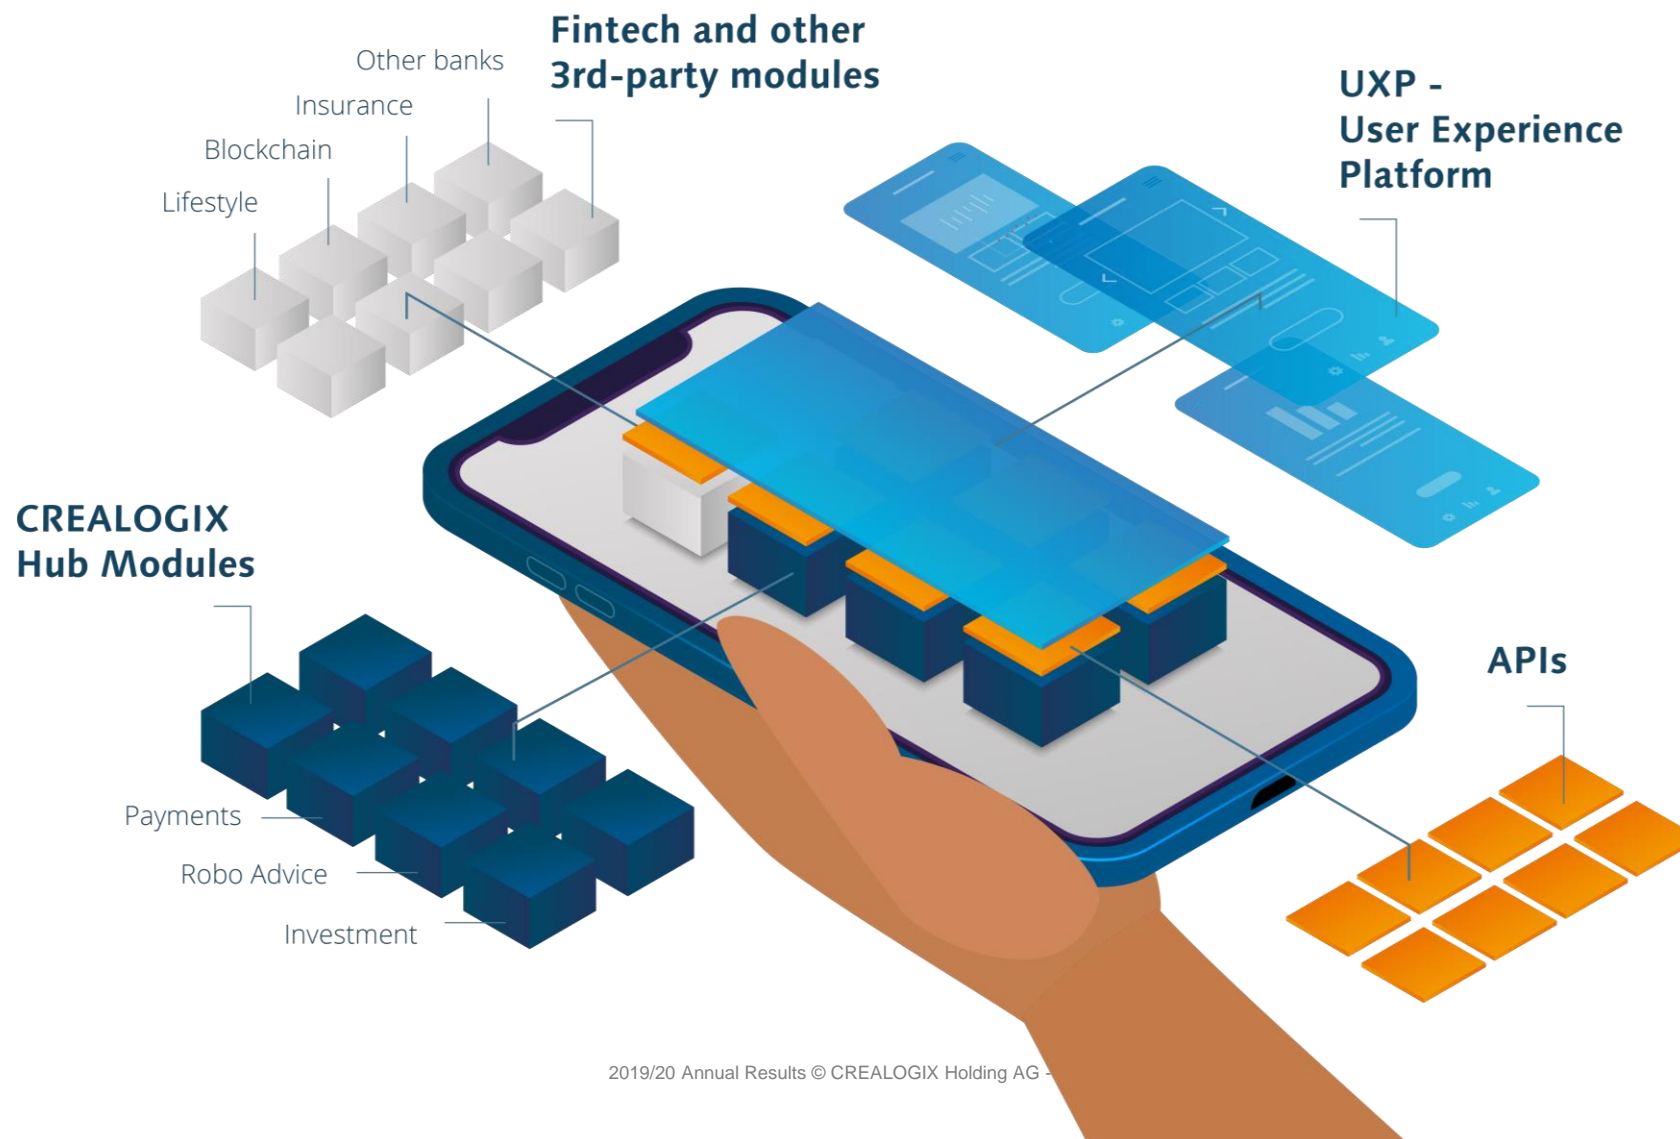 Fintech and other
3rd-party modules
Other banks
Insurance
Blockchain
Lifestyle
UXP -
User Experience
Platform
CREALOGIX
Hub Modules
APIs
Payments
Robo Advice
Investment
2019/20 Annual Results © CREALOGIX Holding AG -